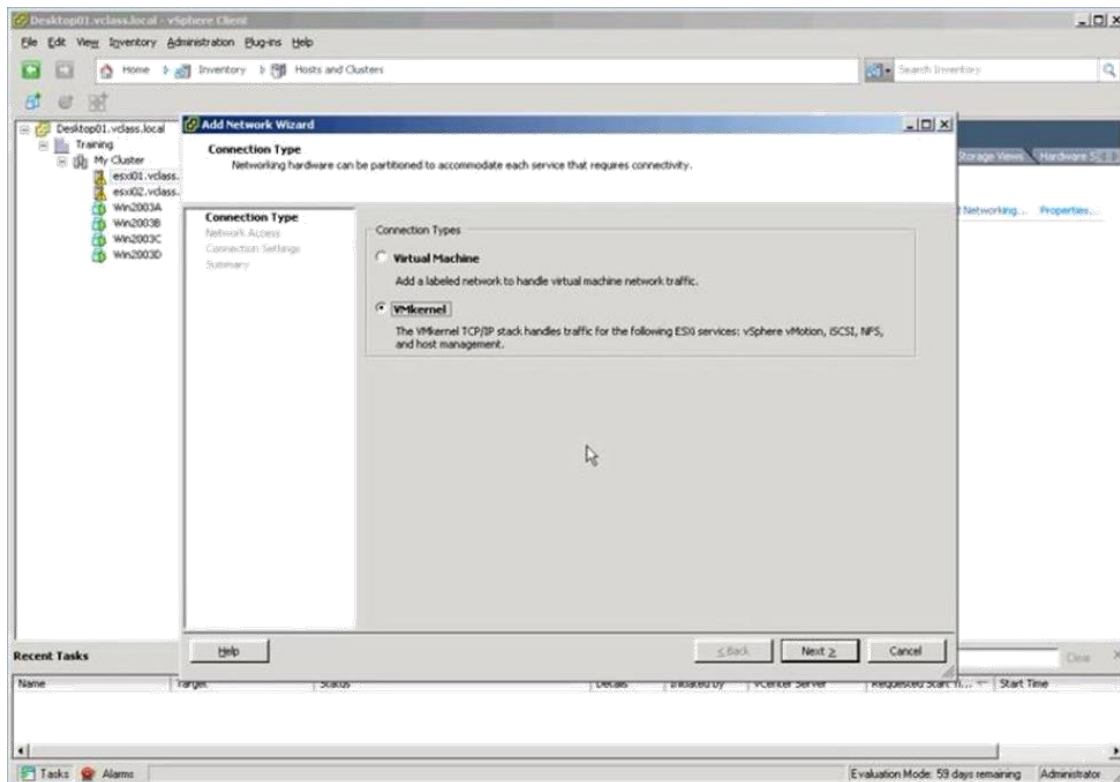 Desktop01.vclass.local - vSphere Client
File Edit View Inventory Administration Plug-ins Help
Home Inventory Hosts and Clusters
Search Inventory
Desktop01.vclass.local
Training
My Cluster
esxi01.vclass.
esxi02.vclass.
Win2003A
Win2003B
Win2003C
Win2003D
Storage Views Hardware S
Networking... Properties...
Add Network Wizard
Connection Type
Networking hardware can be partitioned to accommodate each service that requires connectivity.
Connection Type
Network Access
Connection Settings
Summary
Connection Types
Virtual Machine
Add a labeled network to handle virtual machine network traffic.
VMkernel
The VMkernel TCP/IP stack handles traffic for the following ESXi services: vSphere vMotion, iSCSI, NFS,
and host management.
Help < Back Next > Cancel
Recent Tasks
Clear
Name Target Status Details Initiated by vCenter Server Requested Start Ti... Start Time
Tasks Alarms
Evaluation Mode: 59 days remaining Administrator